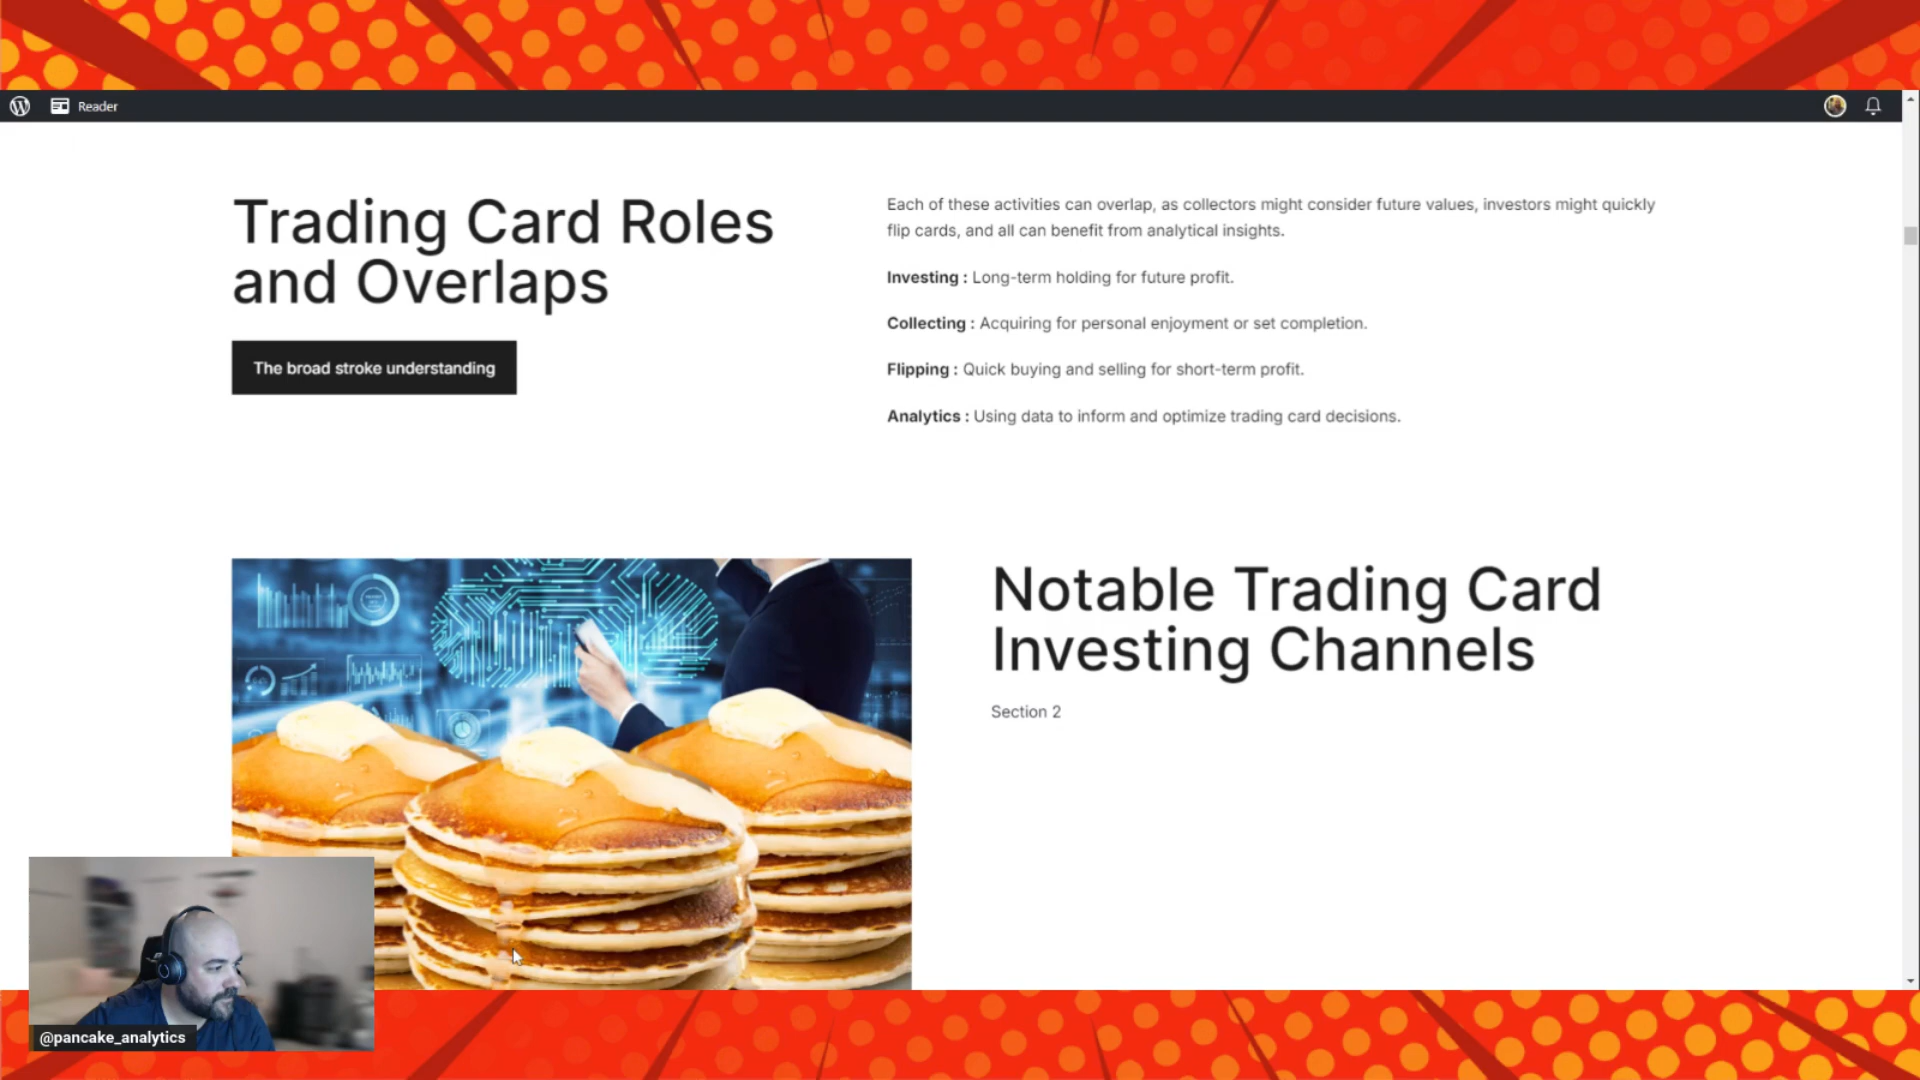 Reader
Trading Card Roles
and Overlaps
The broad stroke understanding
Each of these activities can overlap, as collectors might consider future values, investors might quickly
flip cards, and all can benefit from analytical insights.
Investing : Long-term holding for future profit.
Collecting : Acquiring for personal enjoyment or set completion.
Flipping : Quick buying and selling for short-term profit.
Analytics : Using data to inform and optimize trading card decisions.
Notable Trading Card
Investing Channels
Section 2
@pancake_analytics